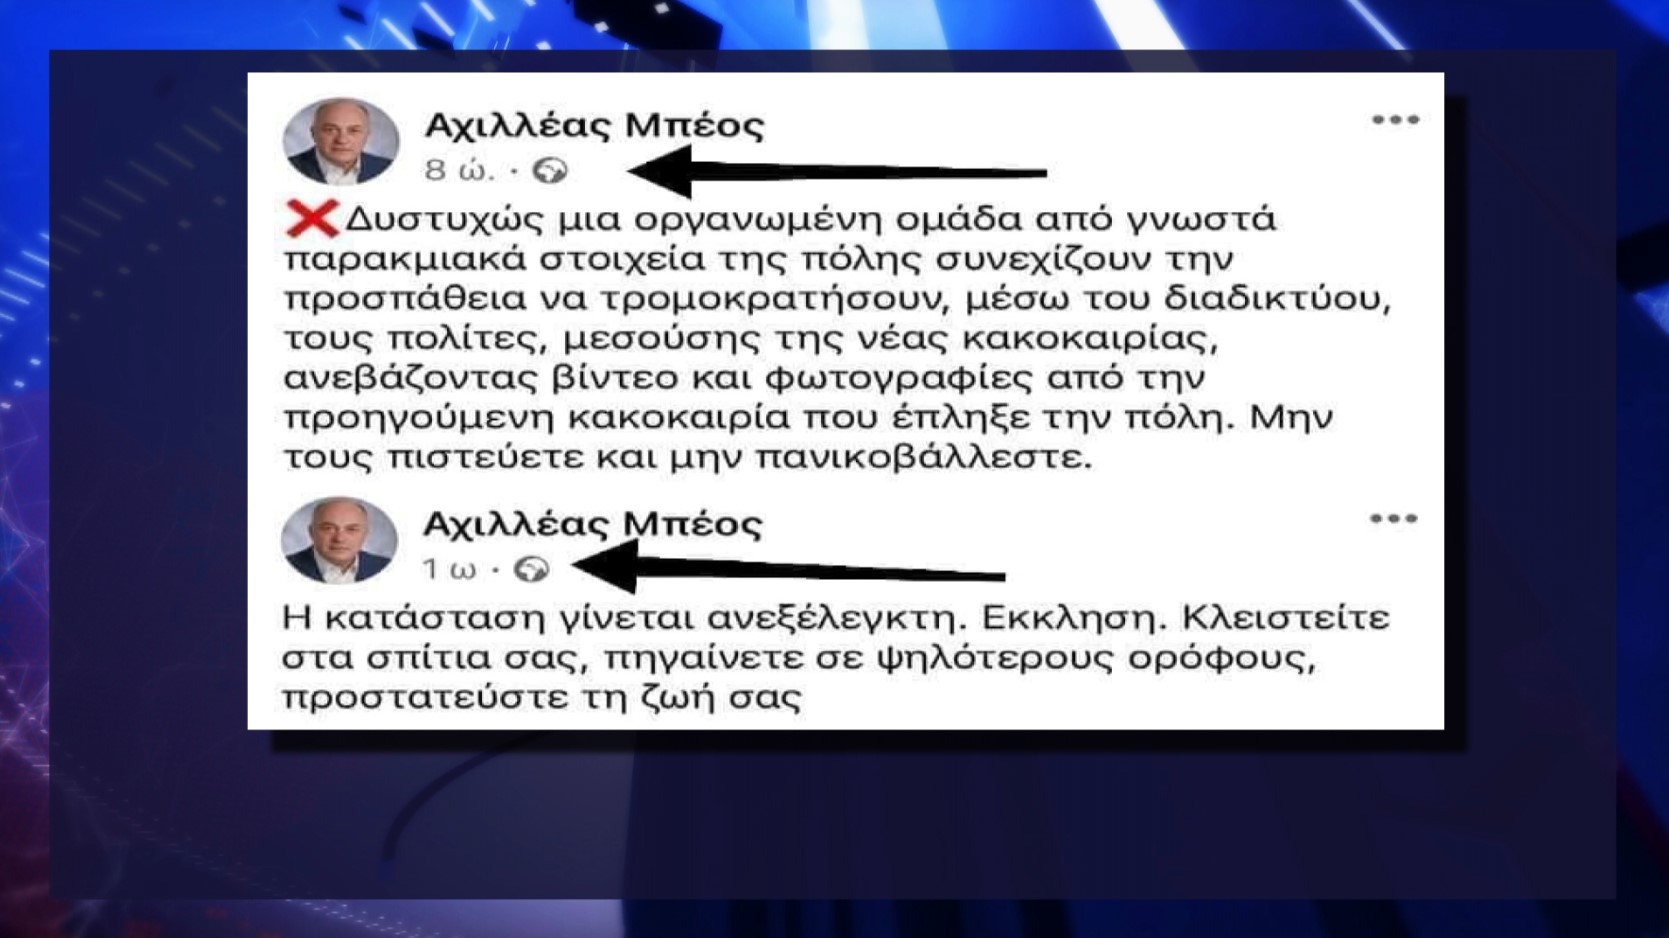 Αχιλλέας Μπέος
8 ώ. ·
Δυστυχώς μια οργανωμένη ομάδα από γνωστά
παρακμιακά στοιχεία της πόλης συνεχίζουν την
προσπάθεια να τρομοκρατήσουν, μέσω του διαδικτύου,
τους πολίτες, μεσούσης της νέας κακοκαιρίας,
ανεβάζοντας βίντεο και φωτογραφίες από την
προηγούμενη κακοκαιρία που έπληξε την πόλη. Μην
τους πιστεύετε και μην πανικοβάλλεστε.
Αχιλλέας Μπέος
1 ω ·
Η κατάσταση γίνεται ανεξέλεγκτη. Εκκληση. Κλειστείτε
στα σπίτια σας, πηγαίνετε σε ψηλότερους ορόφους,
προστατεύστε τη ζωή σας